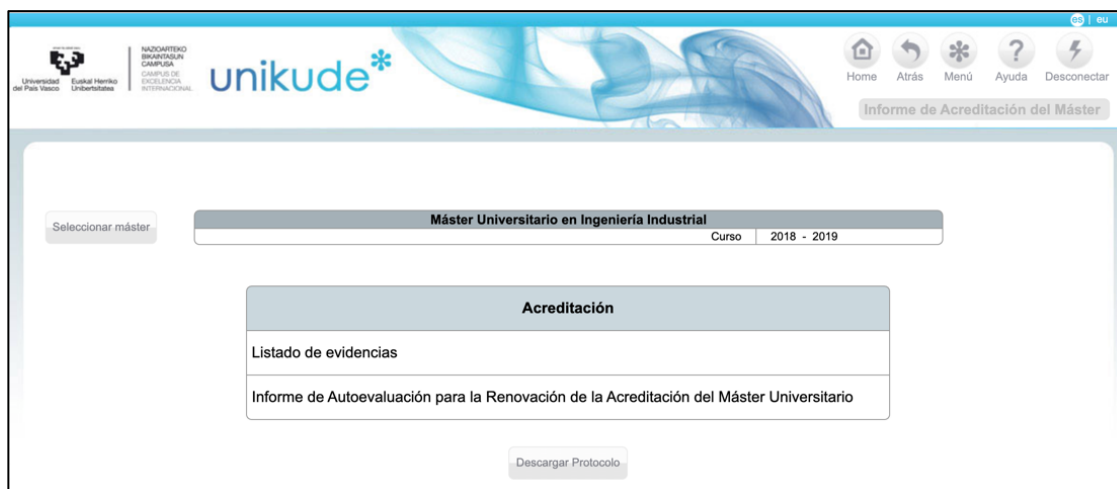 es | eu
Universidad del País Vasco
Euskal Herriko Unibertsitatea
NAZIOARTEKO
BIKAINTASUN
CAMPUSA
CAMPUS DE
EXCELENCIA
INTERNACIONAL
unikude*
Home Atrás Menú Ayuda Desconectar
Informe de Acreditación del Máster
Seleccionar máster
Máster Universitario en Ingeniería Industrial
Curso 2018 - 2019
Acreditación
Listado de evidencias
Informe de Autoevaluación para la Renovación de la Acreditación del Máster Universitario
Descargar Protocolo